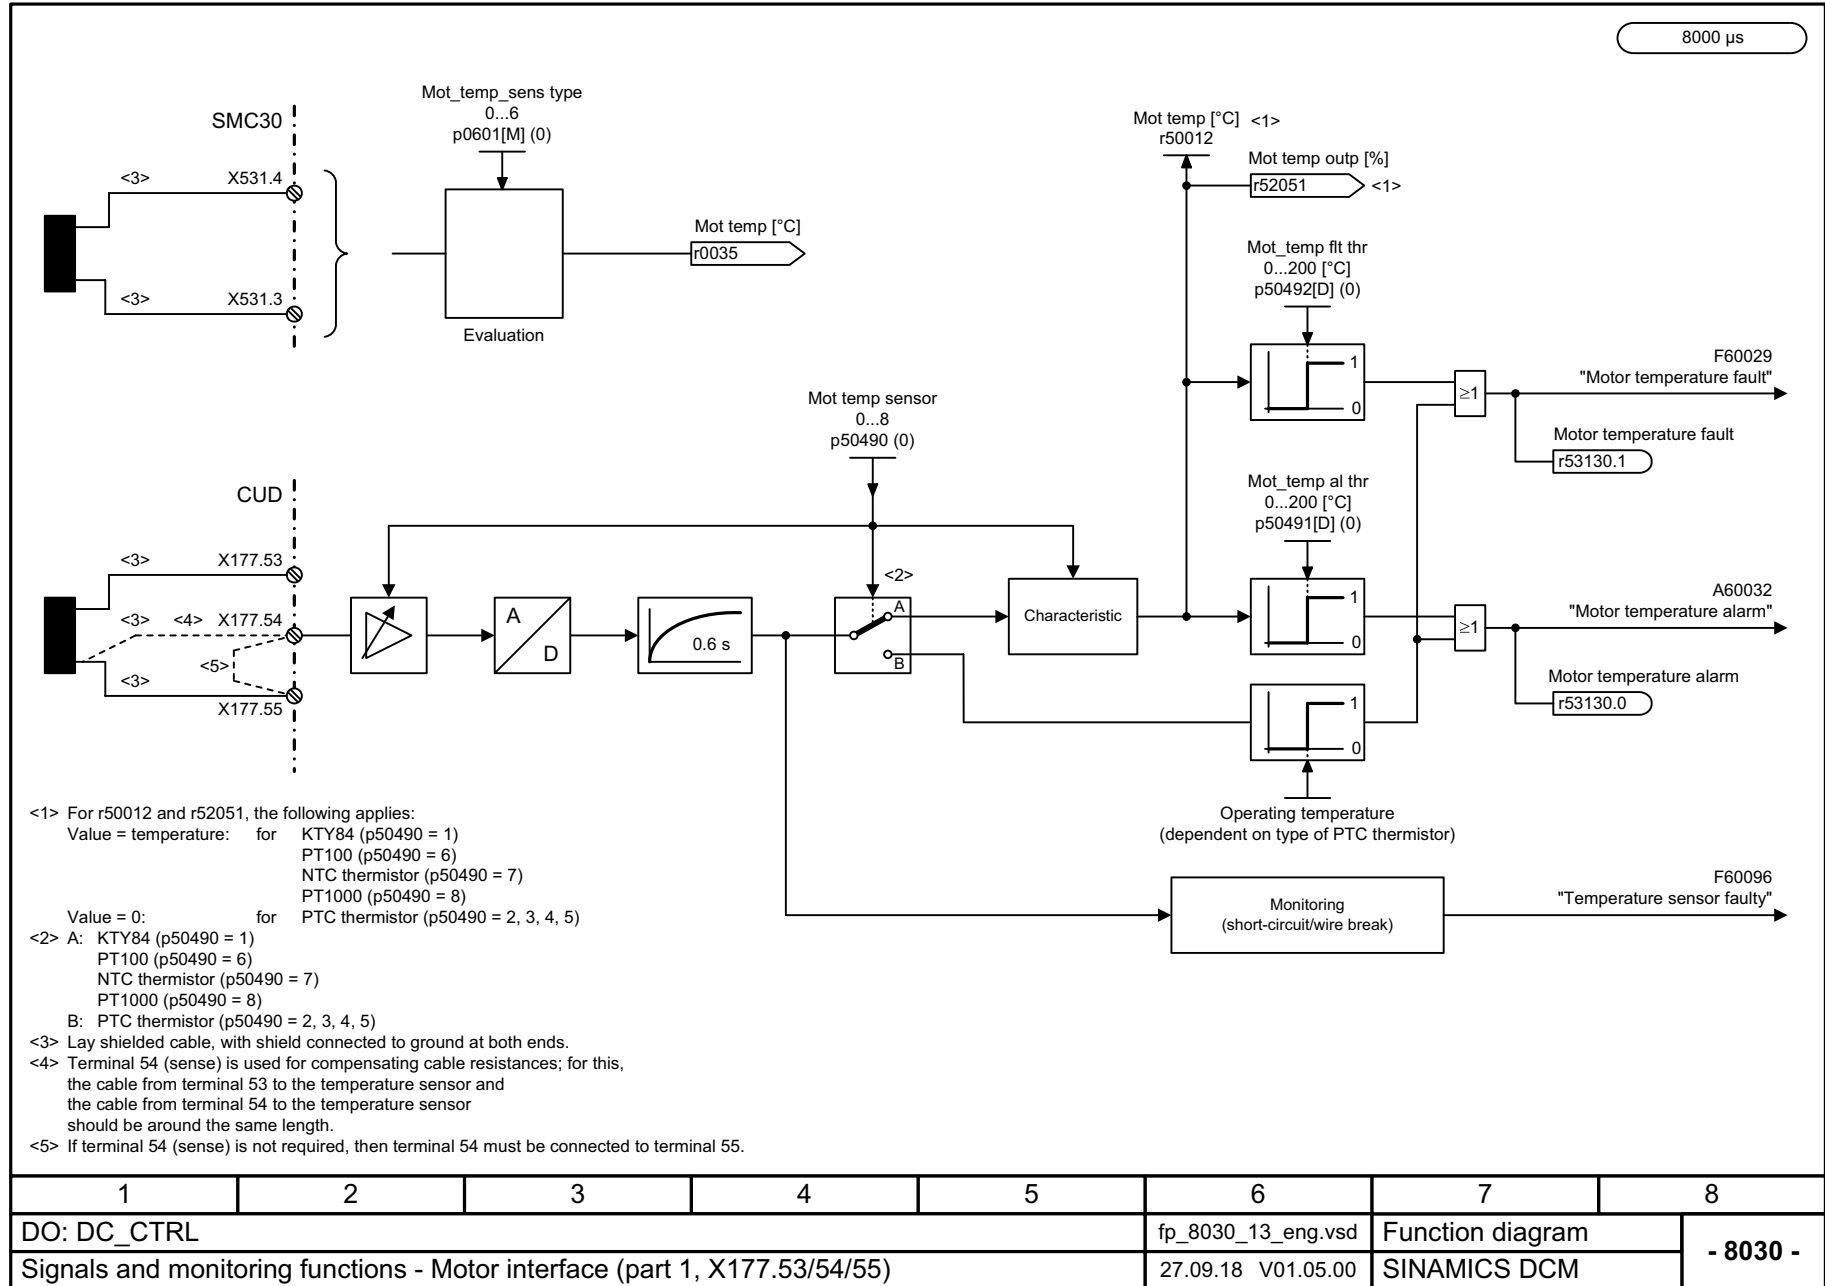 8000 µs
Mot_temp_sens type
0...6
p0601[M] (0)
SMC30
<3>
X531.4
<3>
X531.3
Evaluation
Mot temp [°C]
r0035
Mot temp [°C] <1>
r50012
Mot temp outp [%]
r52051 <1>
Mot_temp flt thr
0...200 [°C]
p50492[D] (0)
1
0
≥1
F60029
"Motor temperature fault"
Motor temperature fault
r53130.1
Mot temp sensor
0...8
p50490 (0)
CUD
<3>
X177.53
<3> <4> X177.54
<5>
<3>
X177.55
A
D
0.6 s
<2>
A
B
Characteristic
Mot_temp al thr
0...200 [°C]
p50491[D] (0)
1
0
≥1
A60032
"Motor temperature alarm"
Motor temperature alarm
r53130.0
1
0
Operating temperature
(dependent on type of PTC thermistor)
Monitoring
(short-circuit/wire break)
F60096
"Temperature sensor faulty"
<1> For r50012 and r52051, the following applies:
Value = temperature: for KTY84 (p50490 = 1)
PT100 (p50490 = 6)
NTC thermistor (p50490 = 7)
PT1000 (p50490 = 8)
Value = 0: for PTC thermistor (p50490 = 2, 3, 4, 5)
<2> A: KTY84 (p50490 = 1)
PT100 (p50490 = 6)
NTC thermistor (p50490 = 7)
PT1000 (p50490 = 8)
B: PTC thermistor (p50490 = 2, 3, 4, 5)
<3> Lay shielded cable, with shield connected to ground at both ends.
<4> Terminal 54 (sense) is used for compensating cable resistances; for this,
the cable from terminal 53 to the temperature sensor and
the cable from terminal 54 to the temperature sensor
should be around the same length.
<5> If terminal 54 (sense) is not required, then terminal 54 must be connected to terminal 55.
1 2 3 4 5 6 7 8
DO: DC_CTRL
fp_8030_13_eng.vsd
Function diagram
- 8030 -
Signals and monitoring functions - Motor interface (part 1, X177.53/54/55)
27.09.18 V01.05.00
SINAMICS DCM